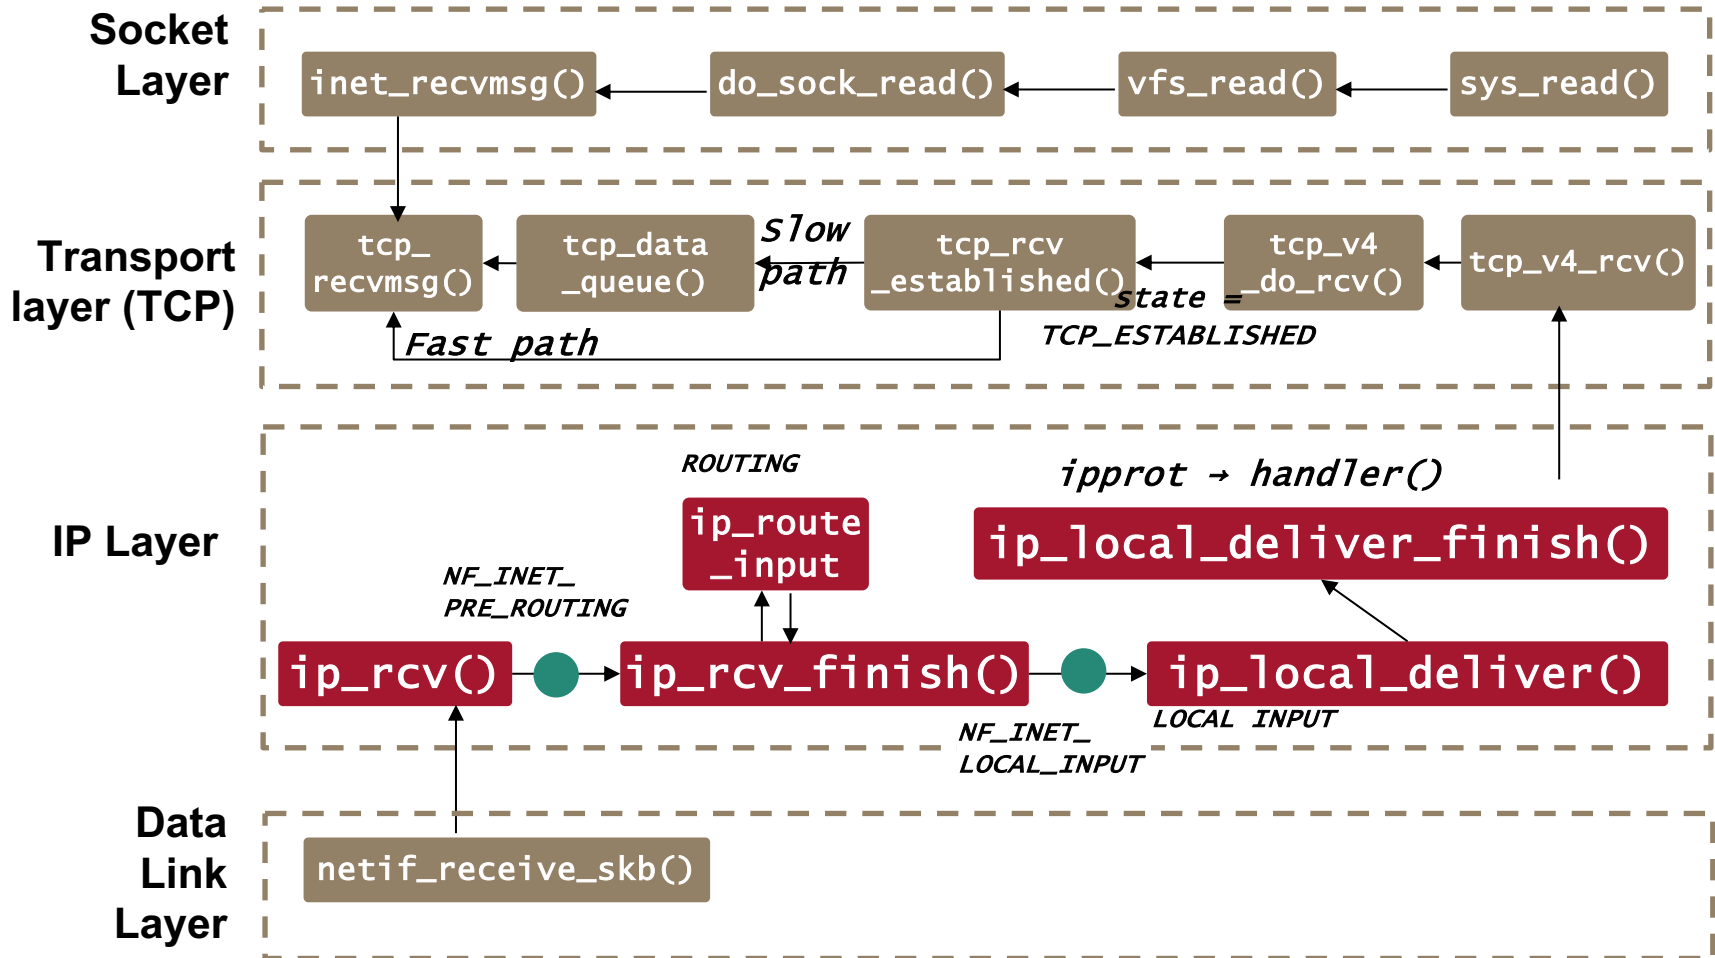 Socket
Layer
inet_recvmsg()
do_sock_read()
vfs_read()
sys_read()
Transport
layer (TCP)
tcp_
recvmsg()
tcp_data
_queue()
Slow
path
tcp_rcv
_established()
tcp_v4
_do_rcv()
tcp_v4_rcv()
state =
TCP_ESTABLISHED
Fast path
IP Layer
ROUTING
ip_route
_input
ipprot → handler()
ip_local_deliver_finish()
NF_INET_
PRE_ROUTING
ip_rcv()
ip_rcv_finish()
ip_local_deliver()
LOCAL INPUT
NF_INET_
LOCAL_INPUT
Data
Link
Layer
netif_receive_skb()